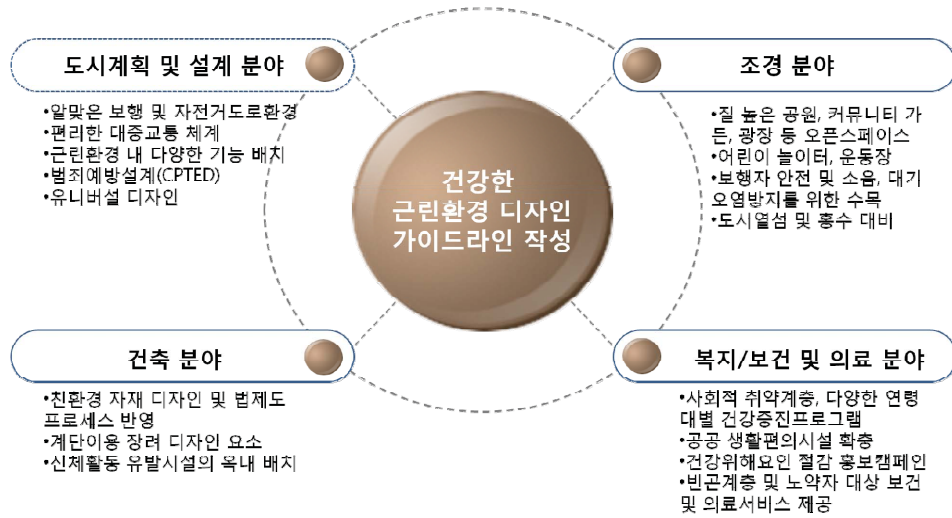 도시계획 및 설계 분야
•알맞은 보행 및 자전거도로환경
•편리한 대중교통 체계
•근린환경 내 다양한 기능 배치
•범죄예방설계(CPTED)
•유니버설 디자인
조경 분야
•질 높은 공원, 커뮤니티 가
든, 광장 등 오픈스페이스
•어린이 놀이터, 운동장
•보행자 안전 및 소음, 대기
오염방지를 위한 수목
•도시열섬 및 홍수 대비
건강한
근린환경 디자인
가이드라인 작성
건축 분야
•친환경 자재 디자인 및 법제도
프로세스 반영
•계단이용 장려 디자인 요소
•신체활동 유발시설의 옥내 배치
복지/보건 및 의료 분야
•사회적 취약계층, 다양한 연령
대별 건강증진프로그램
•공공 생활편의시설 확충
•건강위해요인 절감 홍보캠페인
•빈곤계층 및 노약자 대상 보건
및 의료서비스 제공